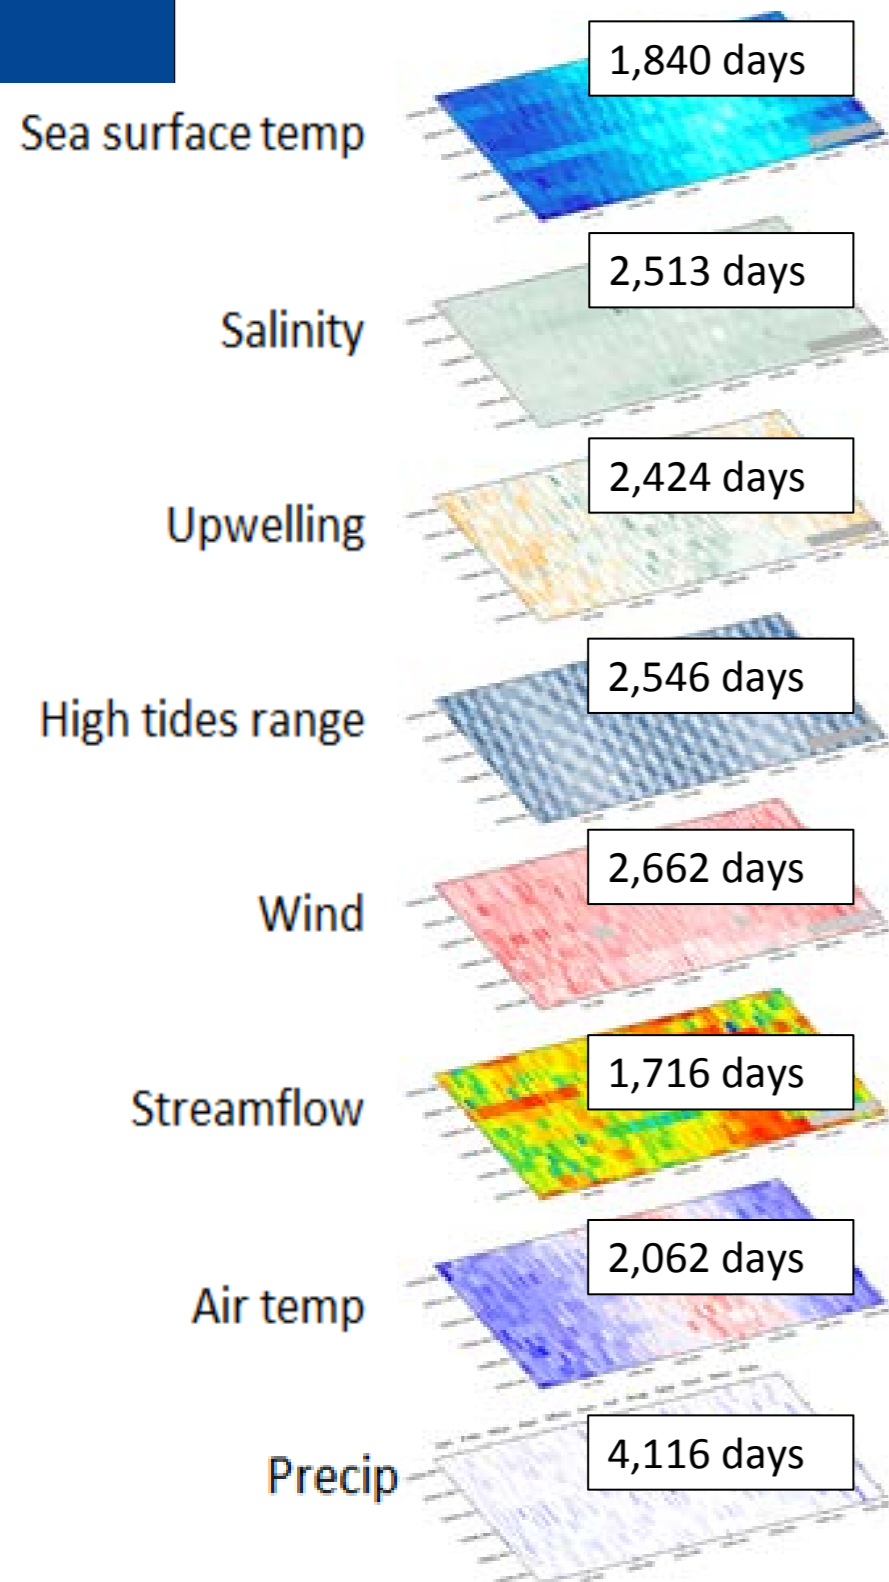 1,840 days
Sea surface temp
2,513 days
Salinity
2,424 days
Upwelling
2,546 days
High tides range
2,662 days
Wind
1,716 days
Streamflow
2,062 days
Air temp
4,116 days
Precip